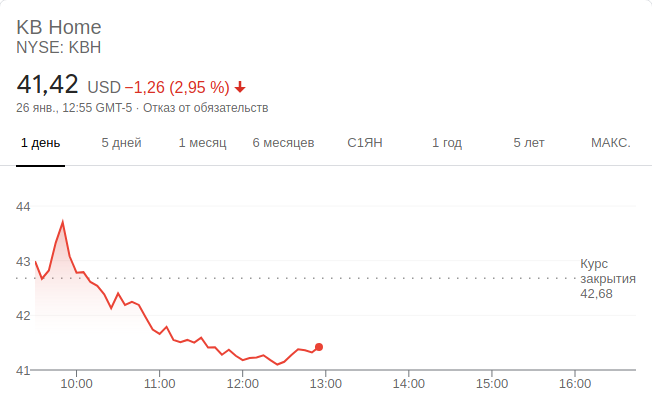 KB Home
NYSE: KBH
41,42 USD −1,26 (2,95 %)
26 янв., 12:55 GMT-5 · Отказ от обязательств
1 день 5 дней 1 месяц 6 месяцев С1ЯН 1 год 5 лет МАКС.
44
43
42
41
Курс
закрытия
42,68
10:00 11:00 12:00 13:00 14:00 15:00 16:00